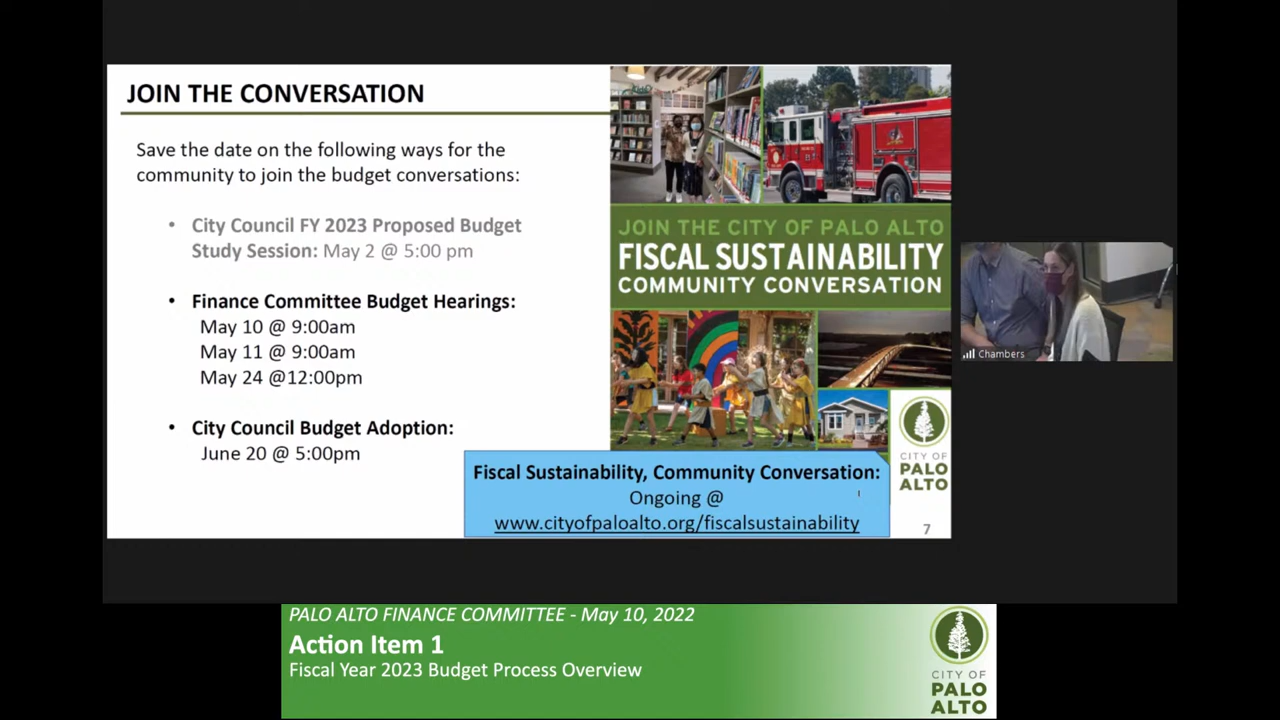 JOIN THE CONVERSATION
Save the date on the following ways for the
community to join the budget conversations:
• City Council FY 2023 Proposed Budget
Study Session: May 2 @ 5:00 pm
• Finance Committee Budget Hearings:
May 10 @ 9:00am
May 11 @ 9:00am
May 24 @12:00pm
• City Council Budget Adoption:
June 20 @ 5:00pm
JOIN THE CITY OF PALO ALTO
FISCAL SUSTAINABILITY
COMMUNITY CONVERSATION
CITY OF
PALO
ALTO
Fiscal Sustainability, Community Conversation:
Ongoing @
www.cityofpaloalto.org/fiscalsustainability
7
Chambers
PALO ALTO FINANCE COMMITTEE - May 10, 2022
Action Item 1
Fiscal Year 2023 Budget Process Overview
CITY OF
PALO
ALTO